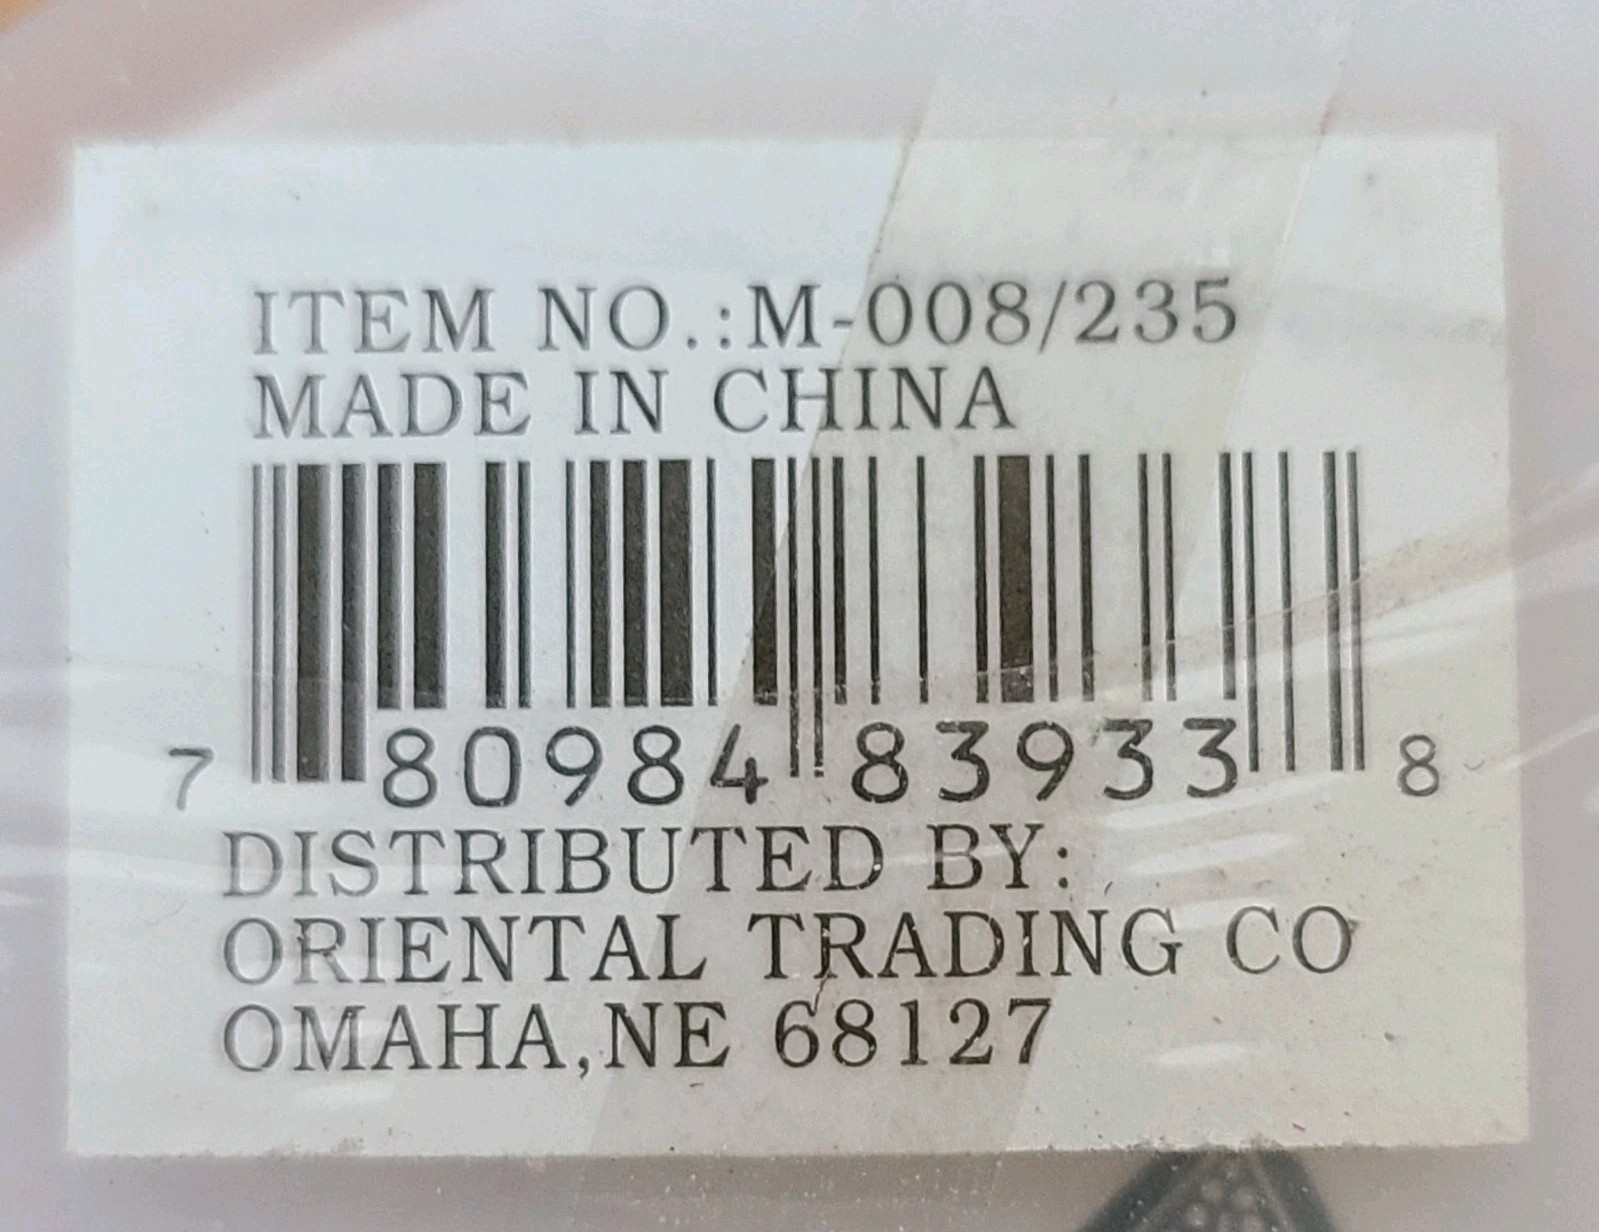 ITEM NO.:M-008/235
MADE IN CHINA
7 80984 83933 8
DISTRIBUTED BY:
ORIENTAL TRADING CO
OMAHA,NE 68127